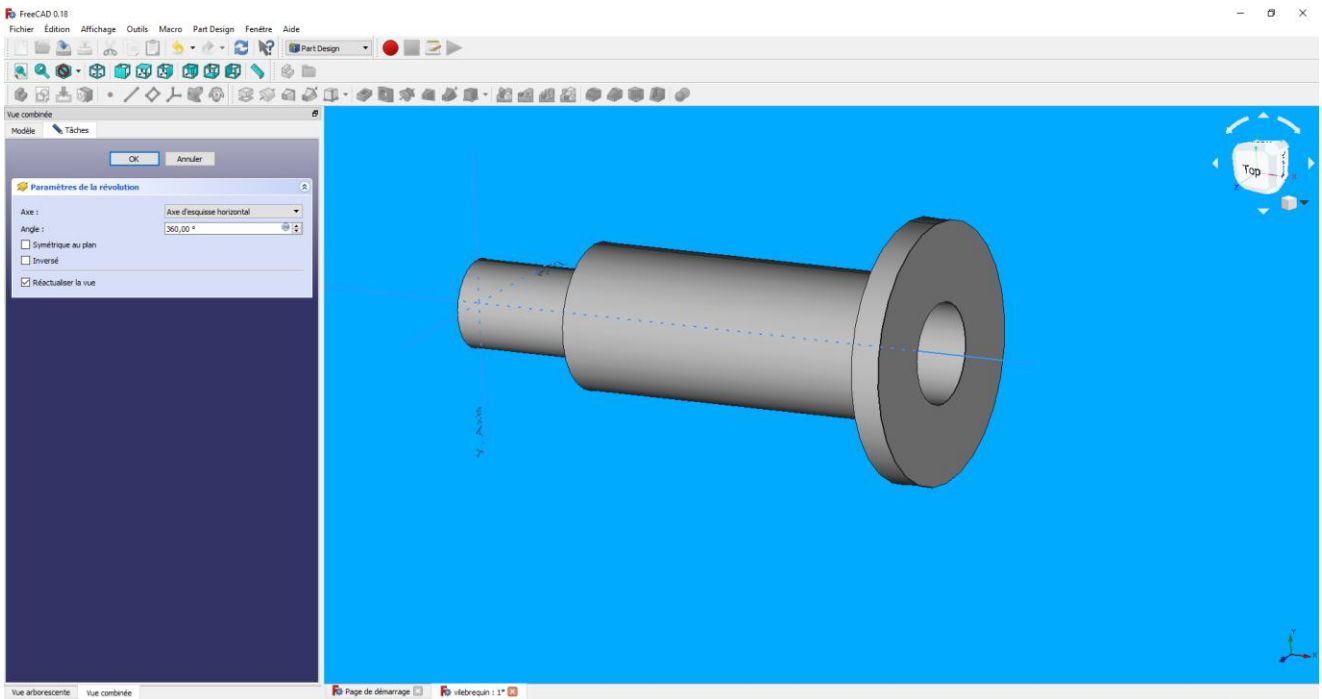 FreeCAD 0.18
Fichier Édition Affichage Outils Macro Part Design Fenêtre Aide
Part Design
Vue combinée
Modèle Tâches
OK Annuler
Paramètres de la révolution
Axe : Axe d'esquisse horizontal
Angle : 360,00 °
Symétrique au plan
Inversé
Réactualiser la vue
Top
X
Z
Y
X
Vue arborescente Vue combinée Page de démarrage vilebrequin : 1*